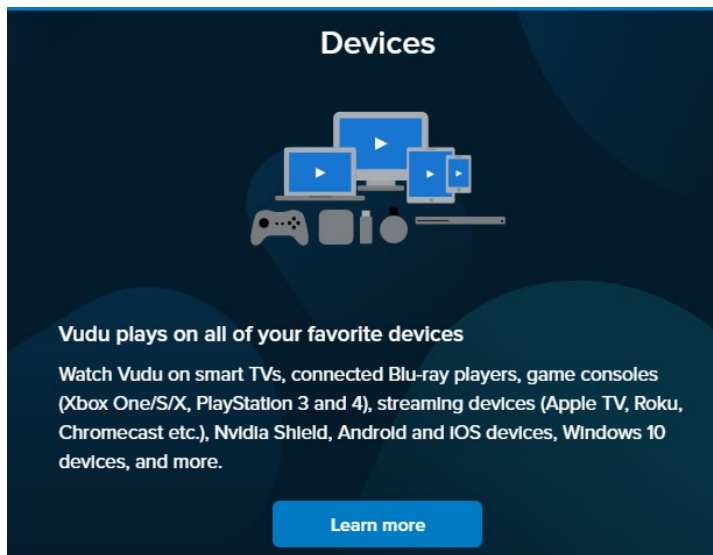 Devices
Vudu plays on all of your favorite devices
Watch Vudu on smart TVs, connected Blu-ray players, game consoles
(Xbox One/S/X, PlayStation 3 and 4), streaming devices (Apple TV, Roku,
Chromecast etc.), Nvidia Shield, Android and iOS devices, Windows 10
devices, and more.
Learn more